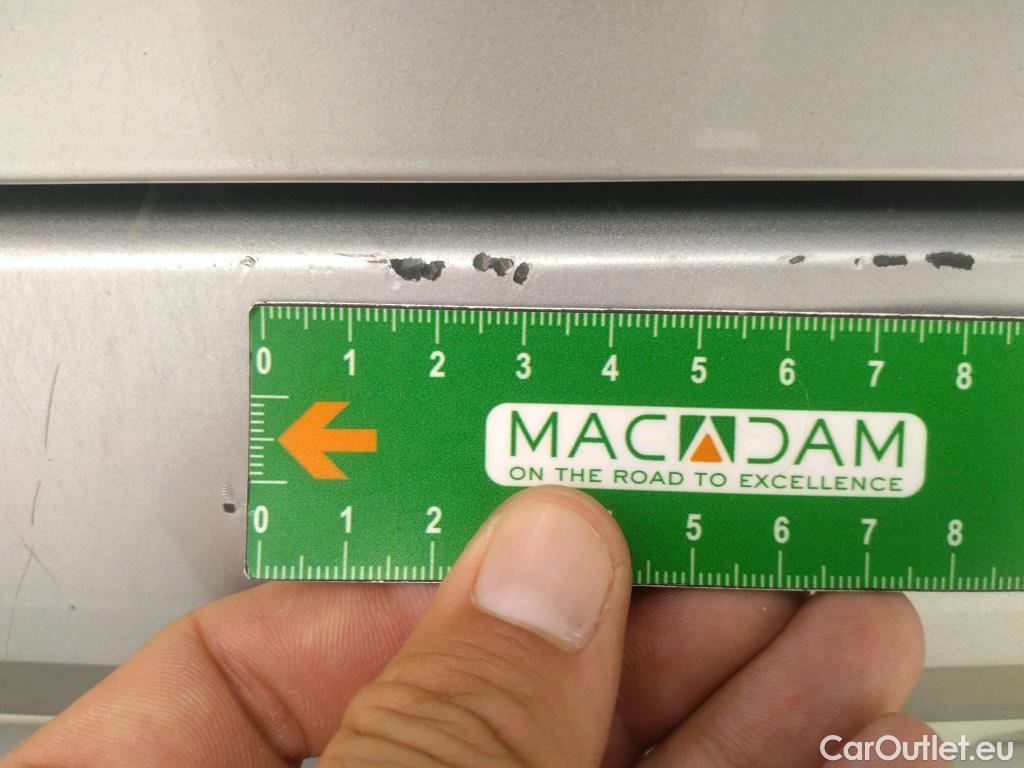 0 1 2 3 4 5 6 7 8
MACADAM
ON THE ROAD TO EXCELLENCE
0 1 2 5 6 7 8
CarOutlet.eu